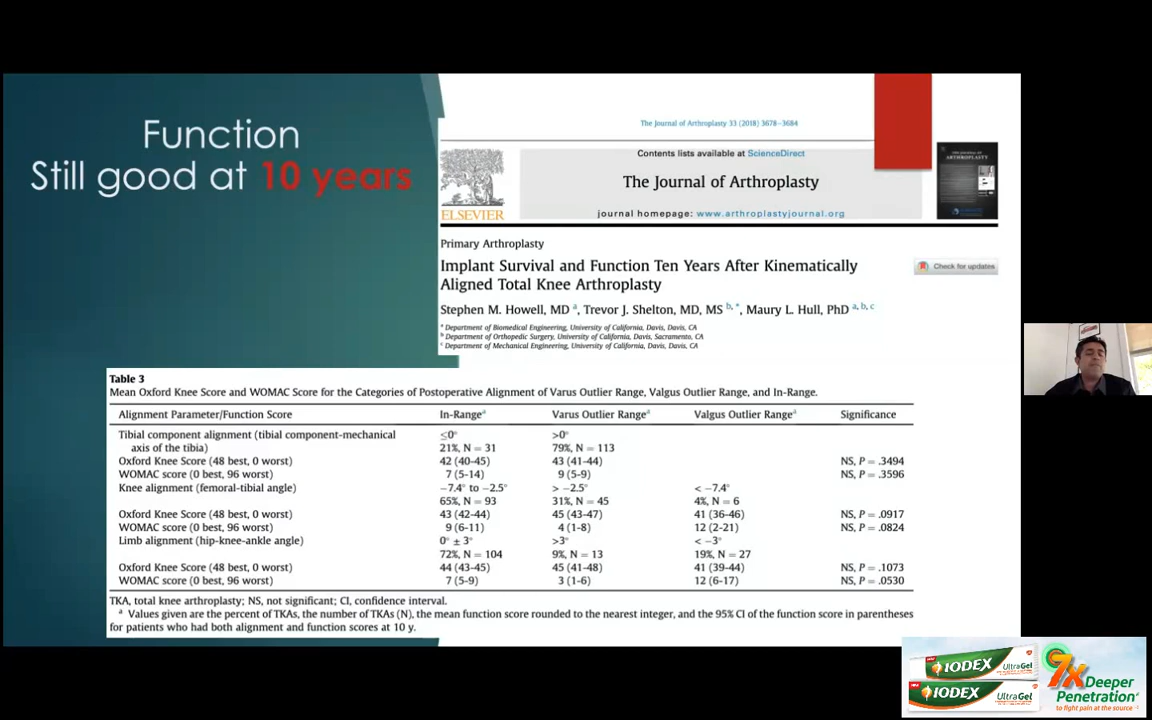 Function
Still good at 10 years
The Journal of Arthroplasty 33 (2018) 3678-3684
Contents lists available at ScienceDirect
The Journal of Arthroplasty
journal homepage: www.arthroplastyjournal.org
ELSEVIER
Primary Arthroplasty
Implant Survival and Function Ten Years After Kinematically
Aligned Total Knee Arthroplasty
Check for updates
Stephen M. Howell, MD a, Trevor J. Shelton, MD, MS b, *, Maury L. Hull, PhD a, b, c
a Department of Biomedical Engineering, University of California, Davis, Davis, CA
b Department of Orthopedic Surgery, University of California, Davis, Sacramento, CA
c Department of Mechanical Engineering, University of California, Davis, Davis, CA
Table 3
Mean Oxford Knee Score and WOMAC Score for the Categories of Postoperative Alignment of Varus Outlier Range, Valgus Outlier Range, and In-Range.
Alignment Parameter/Function Score In-Range a Varus Outlier Range a Valgus Outlier Range a Significance
Tibial component alignment (tibial component-mechanical ≤0° >0°
axis of the tibia) 21%, N = 31 79%, N = 113
Oxford Knee Score (48 best, 0 worst) 42 (40-45) 43 (41-44) NS, P = .3494
WOMAC score (0 best, 96 worst) 7 (5-14) 9 (5-9) NS, P = .3596
Knee alignment (femoral-tibial angle) −7.4° to −2.5° > −2.5° < −7.4°
65%, N = 93 31%, N = 45 4%, N = 6
Oxford Knee Score (48 best, 0 worst) 43 (42-44) 45 (43-47) 41 (36-46) NS, P = .0917
WOMAC score (0 best, 96 worst) 9 (6-11) 4 (1-8) 12 (2-21) NS, P = .0824
Limb alignment (hip-knee-ankle angle) 0° ± 3° >3° < −3°
72%, N = 104 9%, N = 13 19%, N = 27
Oxford Knee Score (48 best, 0 worst) 44 (43-45) 45 (41-48) 41 (39-44) NS, P = .1073
WOMAC score (0 best, 96 worst) 7 (5-9) 3 (1-6) 12 (6-17) NS, P = .0530
TKA, total knee arthroplasty; NS, not significant; CI, confidence interval.
a Values given are the percent of TKAs, the number of TKAs (N), the mean function score rounded to the nearest integer, and the 95% CI of the function score in parentheses
for patients who had both alignment and function scores at 10 y.
IODEX UltraGel
IODEX UltraGel
7X Deeper
Penetration
to fight pain at the source